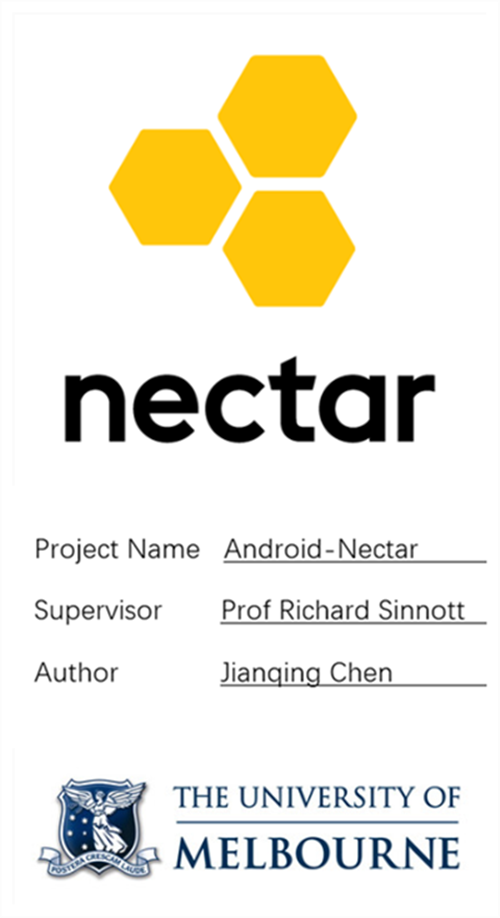 nectar
Project Name Android-Nectar
Supervisor Prof Richard Sinnott
Author Jianqing Chen
THE UNIVERSITY OF
MELBOURNE
POSTERA CRESCAM LAUDE